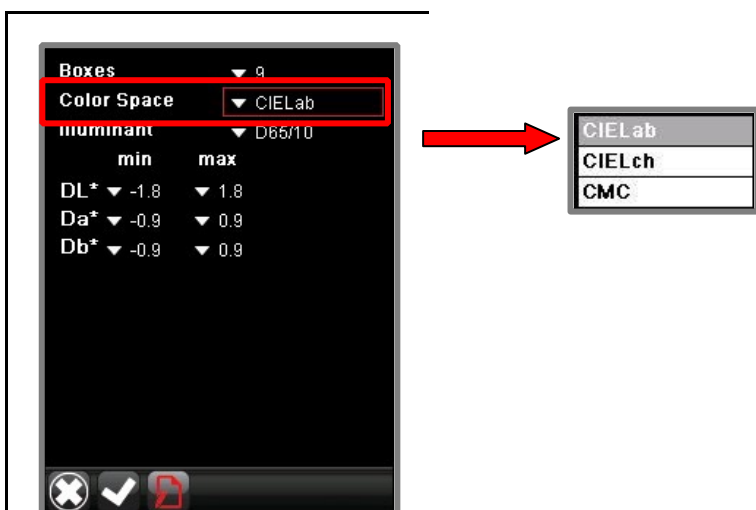 Boxes 9
Color Space CIELab
Illuminant D65/10
min max
DL* -1.8 1.8
Da* -0.9 0.9
Db* -0.9 0.9
CIELab
CIELch
CMC